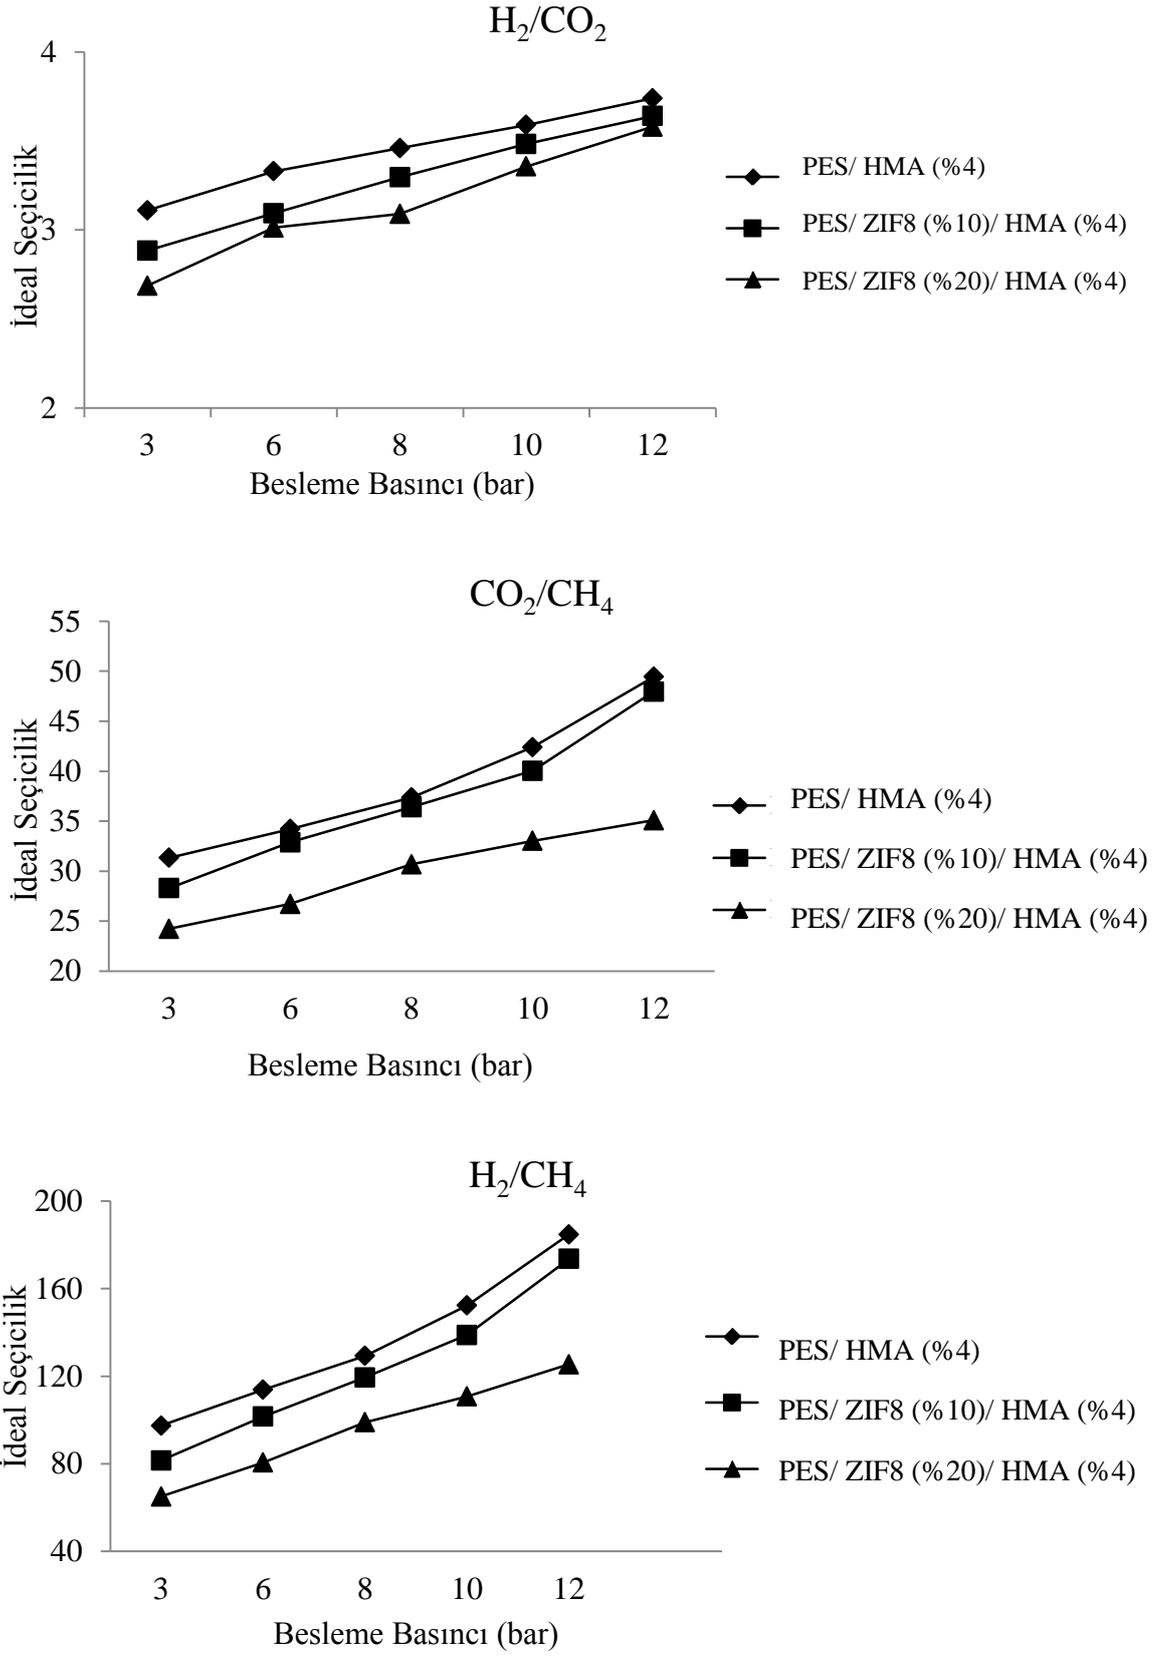 H2/CO2
4
3
2
İdeal Seçicilik
3 6 8 10 12
Besleme Basıncı (bar)
PES/ HMA (%4)
PES/ ZIF8 (%10)/ HMA (%4)
PES/ ZIF8 (%20)/ HMA (%4)
CO2/CH4
55
50
45
40
35
30
25
20
İdeal Seçicilik
3 6 8 10 12
Besleme Basıncı (bar)
PES/ HMA (%4)
PES/ ZIF8 (%10)/ HMA (%4)
PES/ ZIF8 (%20)/ HMA (%4)
H2/CH4
200
160
120
80
40
İdeal Seçicilik
3 6 8 10 12
Besleme Basıncı (bar)
PES/ HMA (%4)
PES/ ZIF8 (%10)/ HMA (%4)
PES/ ZIF8 (%20)/ HMA (%4)